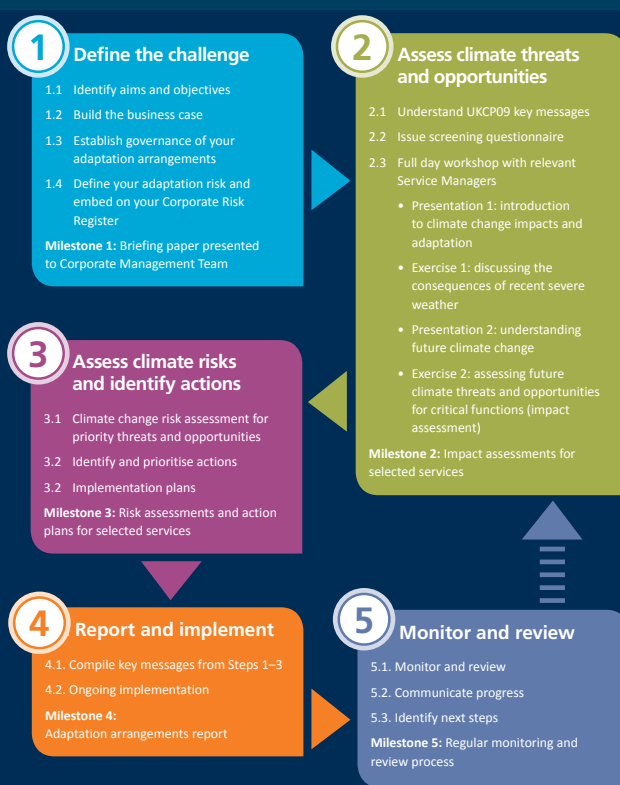 1
Define the challenge
1.1 Identify aims and objectives
1.2 Build the business case
1.3 Establish governance of your
adaptation arrangements
1.4 Define your adaptation risk and
embed on your Corporate Risk
Register
Milestone 1: Briefing paper presented
to Corporate Management Team
2
Assess climate threats
and opportunities
2.1 Understand UKCP09 key messages
2.2 Issue screening questionnaire
2.3 Full day workshop with relevant
Service Managers
• Presentation 1: introduction
to climate change impacts and
adaptation
• Exercise 1: discussing the
consequences of recent severe
weather
• Presentation 2: understanding
future climate change
• Exercise 2: assessing future
climate threats and opportunities
for critical functions (impact
assessment)
Milestone 2: Impact assessments for
selected services
3
Assess climate risks
and identify actions
3.1 Climate change risk assessment for
priority threats and opportunities
3.2 Identify and prioritise actions
3.2 Implementation plans
Milestone 3: Risk assessments and action
plans for selected services
4
Report and implement
4.1. Compile key messages from Steps 1–3
4.2. Ongoing implementation
Milestone 4:
Adaptation arrangements report
5
Monitor and review
5.1. Monitor and review
5.2. Communicate progress
5.3. Identify next steps
Milestone 5: Regular monitoring and
review process